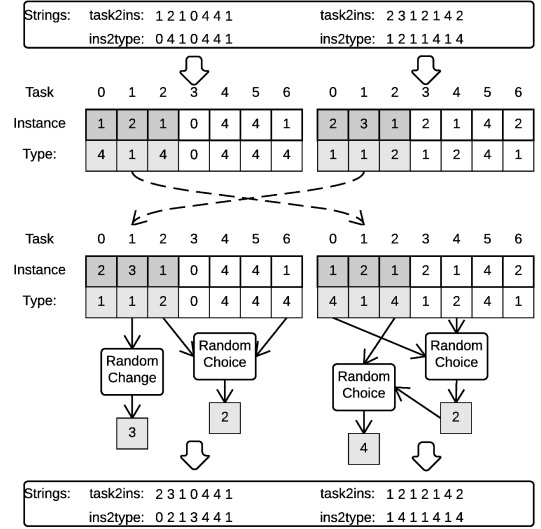 Strings: task2ins: 1 2 1 0 4 4 1 task2ins: 2 3 1 2 1 4 2
ins2type: 0 4 1 0 4 4 1 ins2type: 1 2 1 1 4 1 4
Task 0 1 2 3 4 5 6 0 1 2 3 4 5 6
Instance 1 2 1 0 4 4 1 2 3 1 2 1 4 2
Type: 4 1 4 0 4 4 4 1 1 2 1 2 4 1
Task 0 1 2 3 4 5 6 0 1 2 3 4 5 6
Instance 2 3 1 0 4 4 1 1 2 1 2 1 4 2
Type: 1 1 2 0 4 4 4 4 1 4 1 2 4 1
Random
Change
Random
Choice
Random
Choice
Random
Choice
3
2
4
2
Strings: task2ins: 2 3 1 0 4 4 1 task2ins: 1 2 1 2 1 4 2
ins2type: 0 2 1 3 4 4 1 ins2type: 1 4 1 1 4 1 4